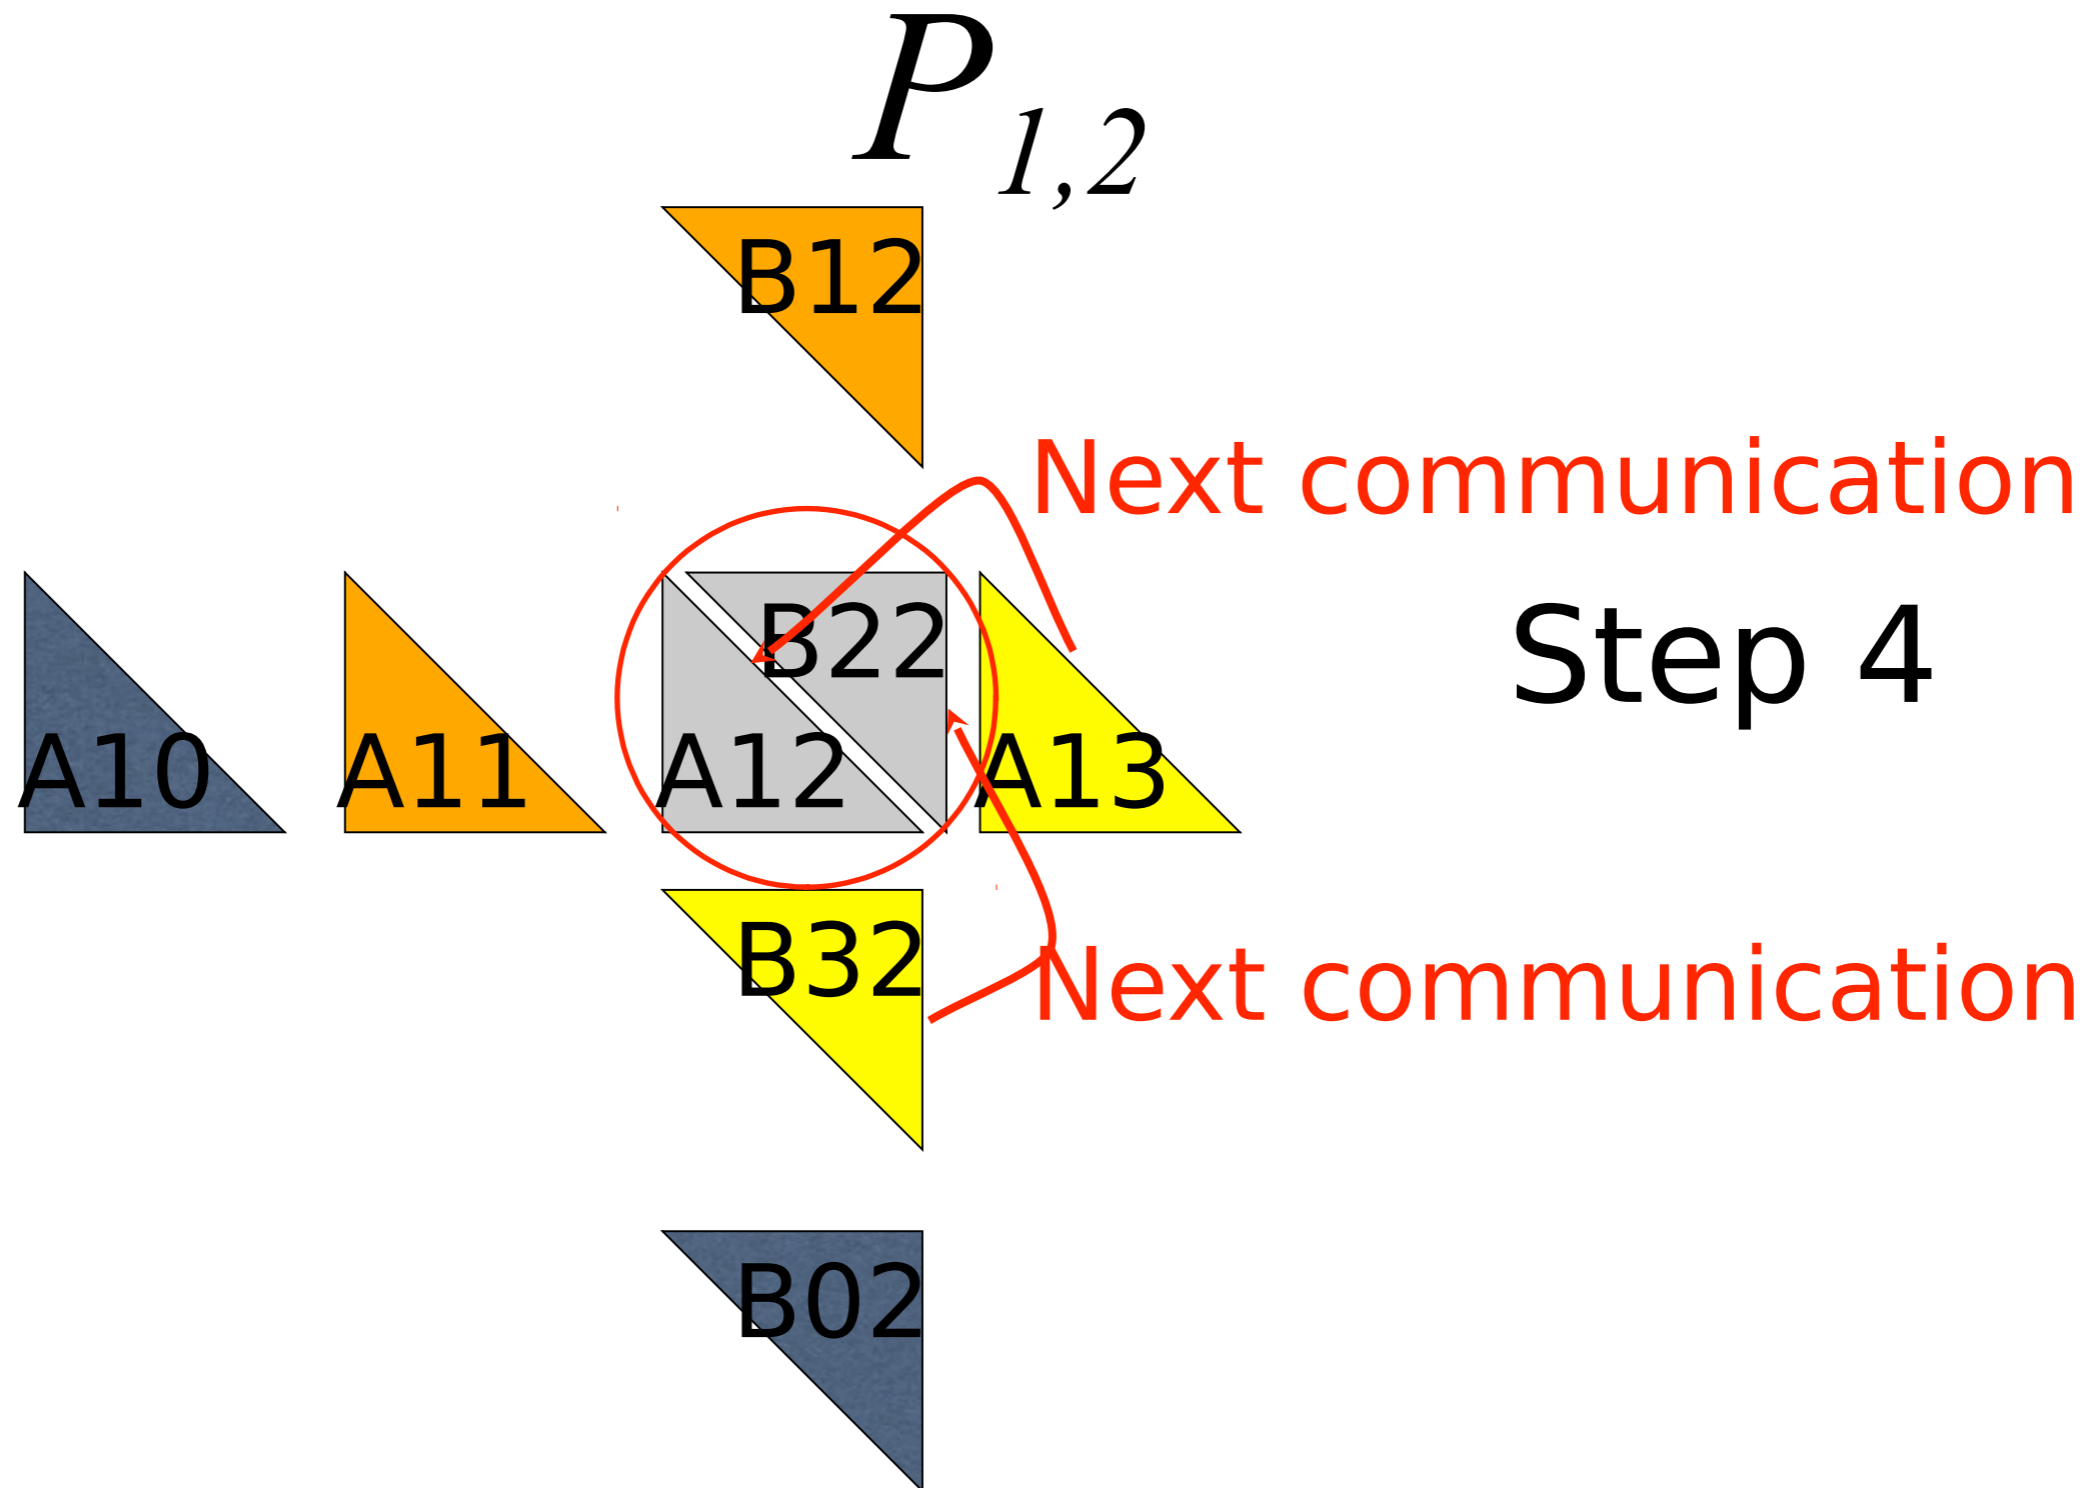 P1,2
B12
Next communication
B22
Step 4
A10 A11 A12 A13
B32
Next communication
B02